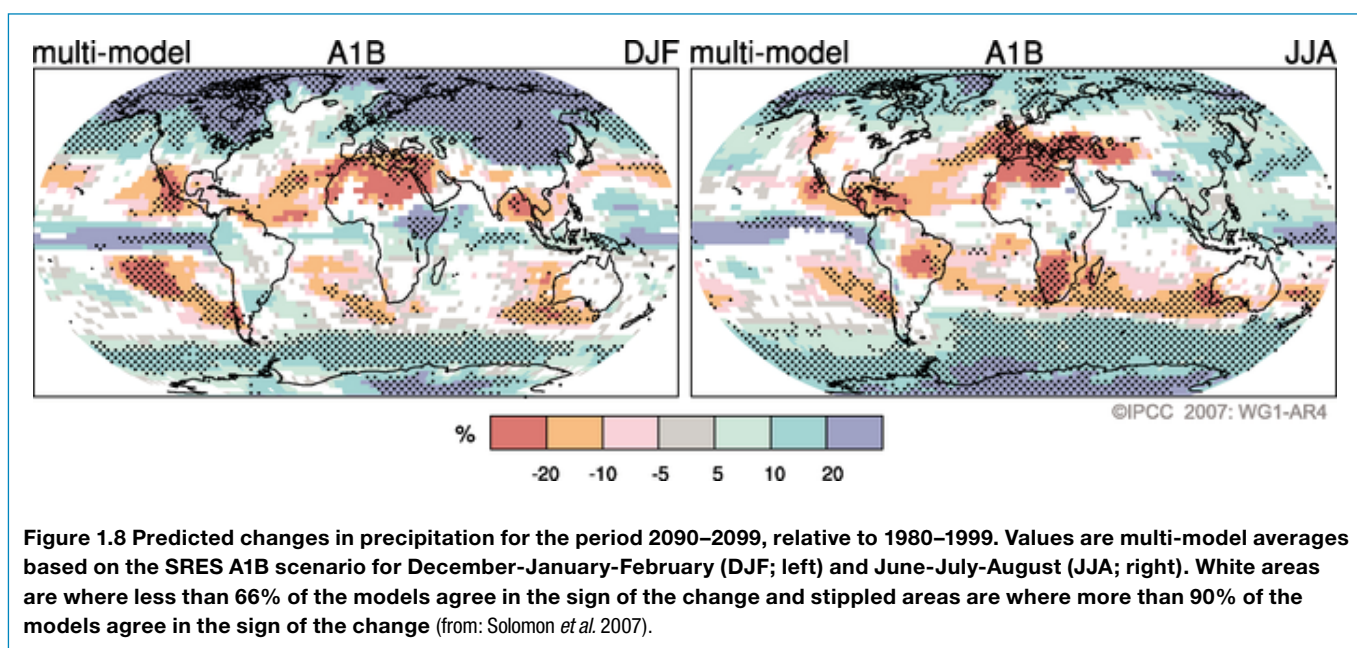 multi-model A1B DJF
multi-model A1B JJA
©IPCC 2007: WG1-AR4
%
-20 -10 -5 5 10 20
Figure 1.8 Predicted changes in precipitation for the period 2090–2099, relative to 1980–1999. Values are multi-model averages
based on the SRES A1B scenario for December-January-February (DJF; left) and June-July-August (JJA; right). White areas
are where less than 66% of the models agree in the sign of the change and stippled areas are where more than 90% of the
models agree in the sign of the change (from: Solomon et al. 2007).